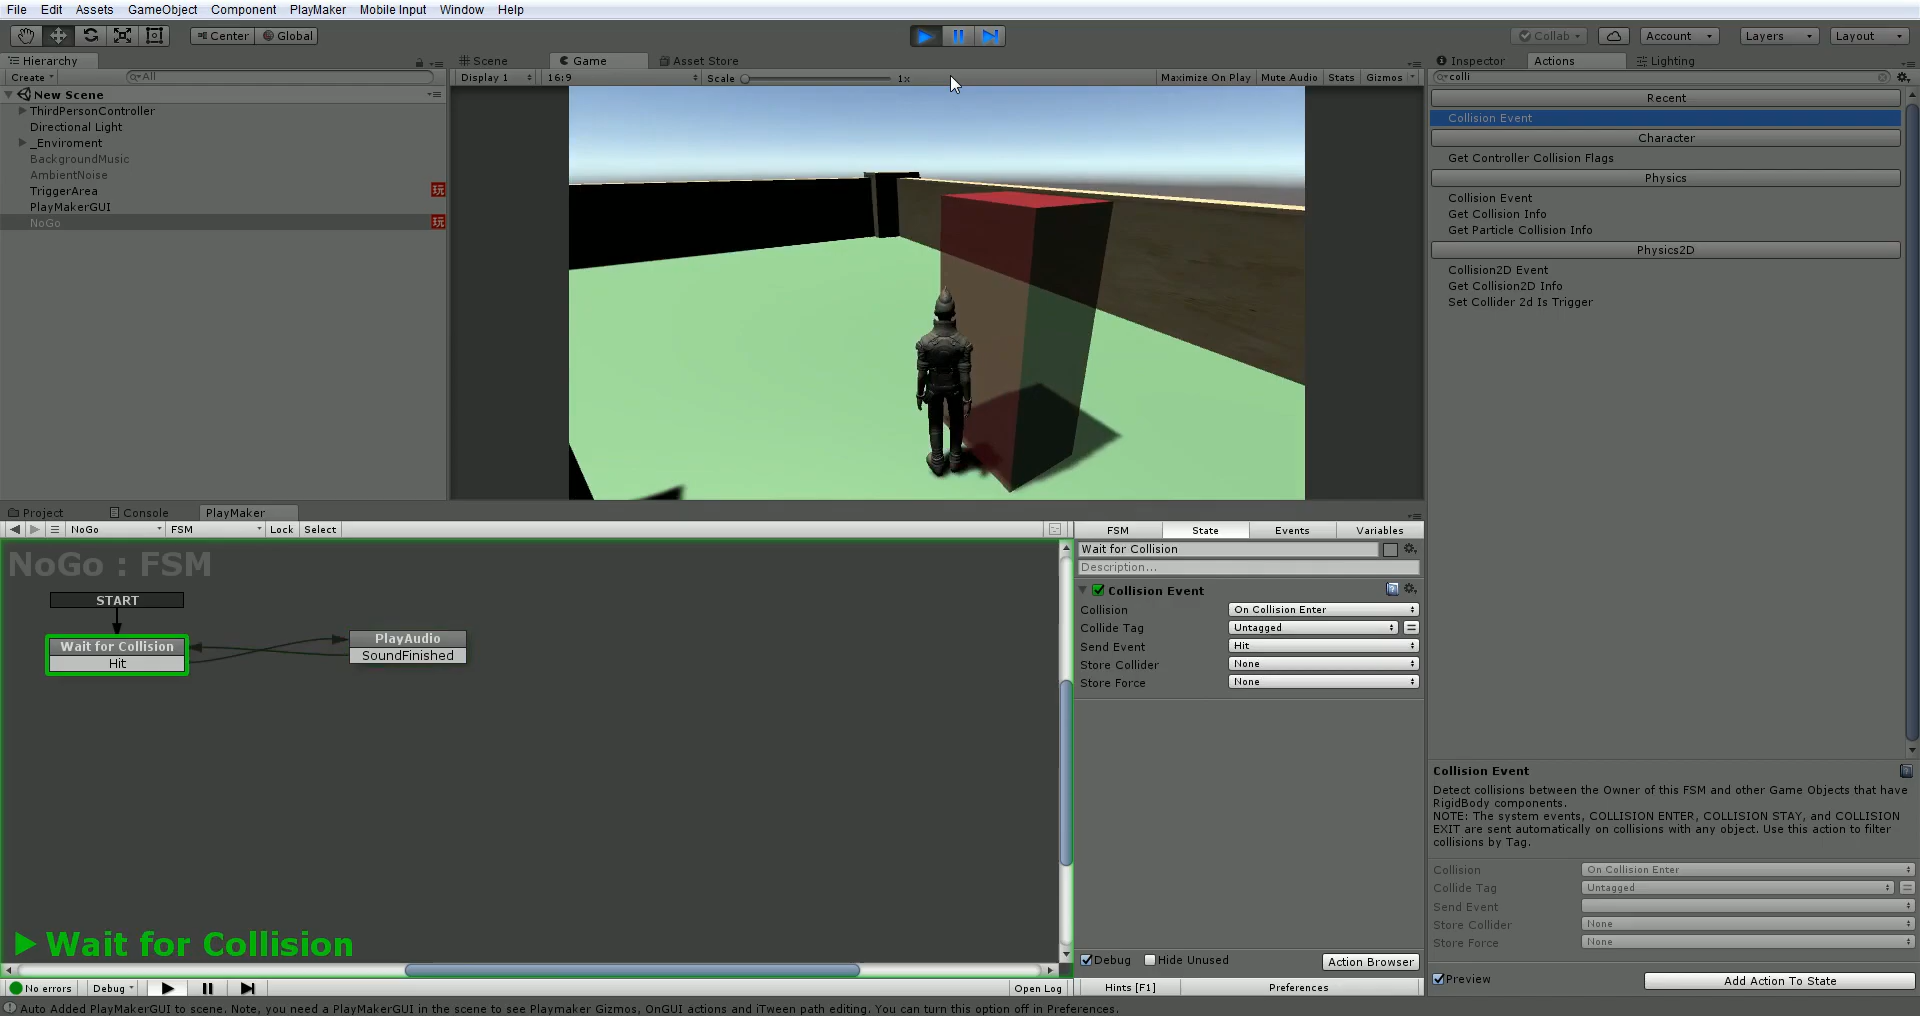 File Edit Assets GameObject Component PlayMaker Mobile Input Window Help
Center Global
Collab Account Layers Layout
Hierarchy
Create All
New Scene
ThirdPersonController
Directional Light
_Enviroment
BackgroundMusic
AmbientNoise
TriggerArea 玩
PlayMakerGUI
NoGo 玩
Scene Game Asset Store
Display 1 16:9 Scale 1x Maximize On Play Mute Audio Stats Gizmos
Inspector Actions Lighting
colli
Recent
Collision Event
Character
Get Controller Collision Flags
Physics
Collision Event
Get Collision Info
Get Particle Collision Info
Physics2D
Collision2D Event
Get Collision2D Info
Set Collider 2d Is Trigger
Project Console PlayMaker
NoGo FSM Lock Select
NoGo : FSM
START
Wait for Collision
Hit
PlayAudio
SoundFinished
Wait for Collision
No errors Debug Open Log
FSM State Events Variables
Wait for Collision
Description...
Collision Event
Collision On Collision Enter
Collide Tag Untagged
Send Event Hit
Store Collider None
Store Force None
Debug Hide Unused Action Browser
Hints [F1] Preferences
Collision Event
Detect collisions between the Owner of this FSM and other Game Objects that have
RigidBody components.
NOTE: The system events, COLLISION ENTER, COLLISION STAY, and COLLISION
EXIT are sent automatically on collisions with any object. Use this action to filter
collisions by Tag.
Collision On Collision Enter
Collide Tag Untagged
Send Event
Store Collider None
Store Force None
Preview Add Action To State
Auto Added PlayMakerGUI to scene. Note, you need a PlayMakerGUI in the scene to see Playmaker Gizmos, OnGUI actions and iTween path editing. You can turn this option off in Preferences.